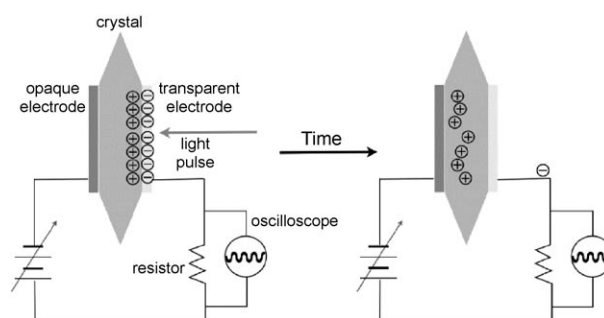 crystal
opaque
electrode
transparent
electrode
light
pulse
Time
oscilloscope
resistor